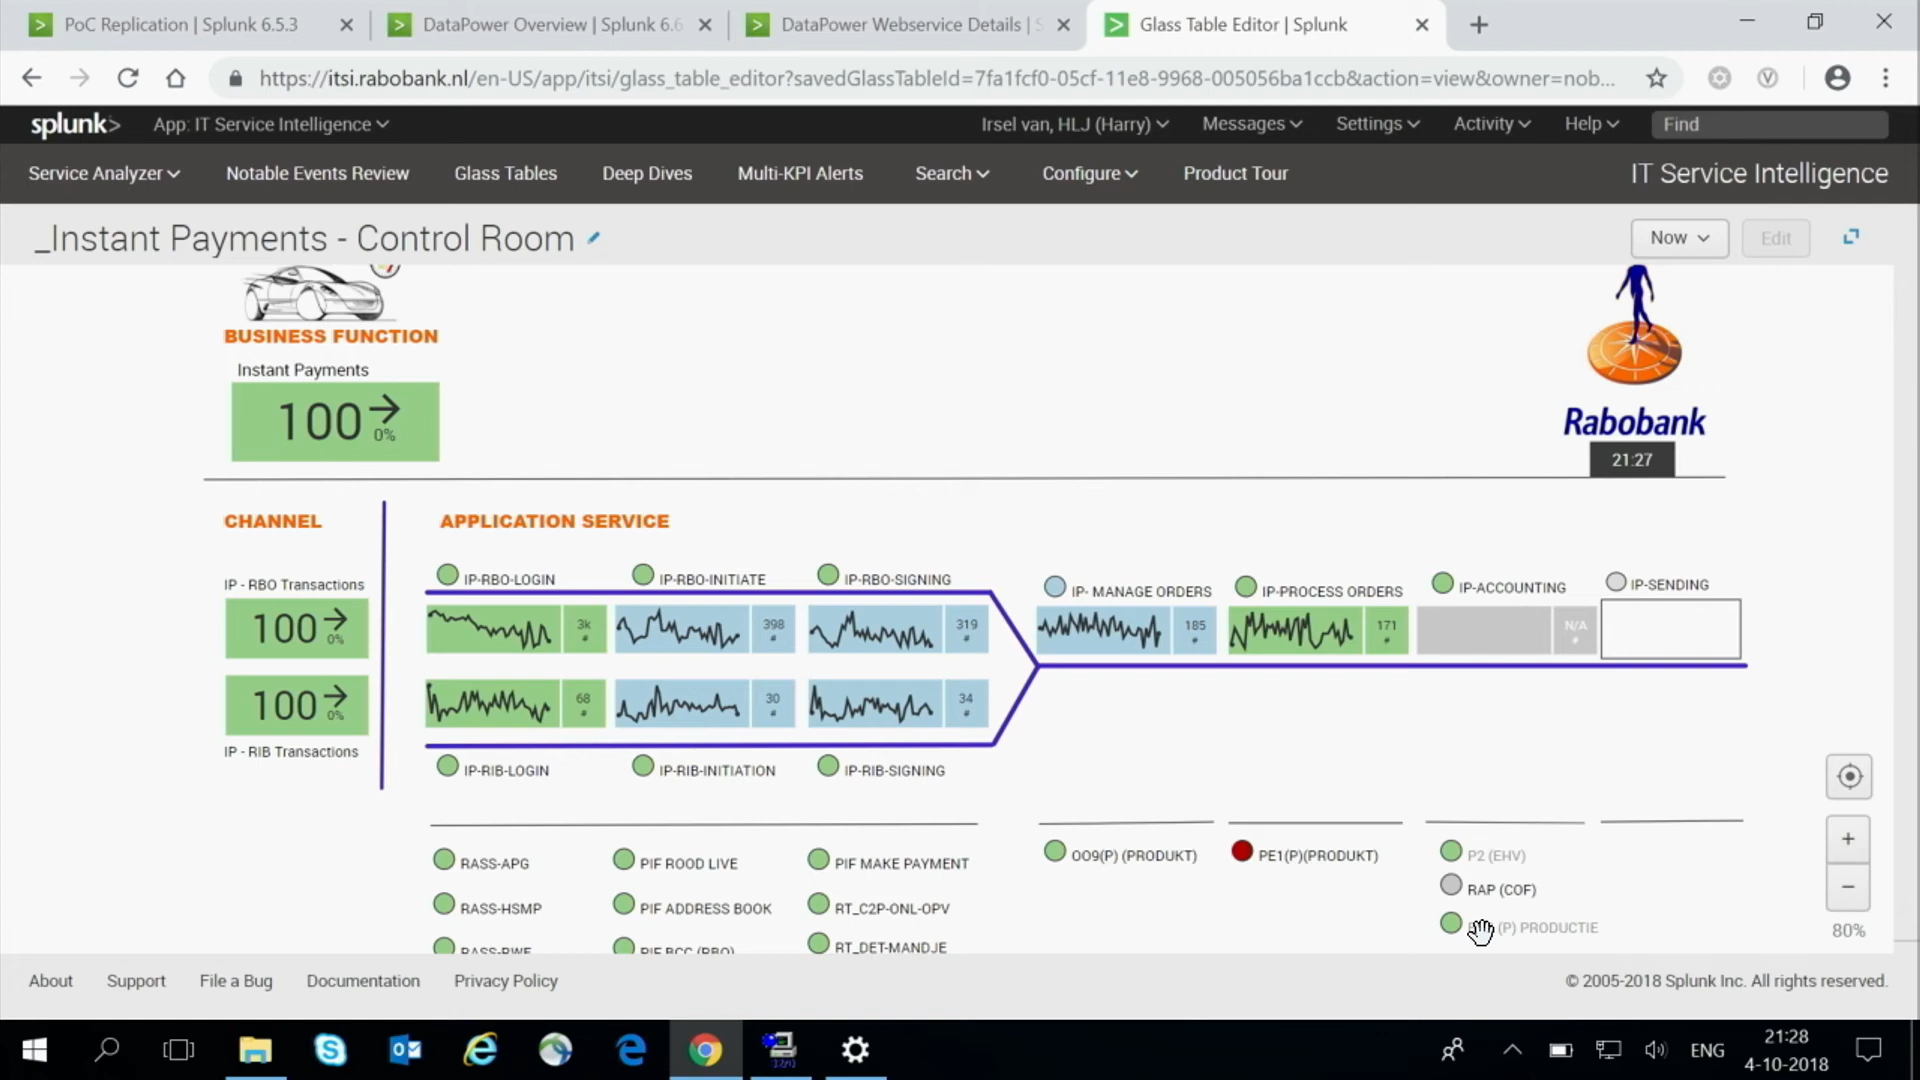 PoC Replication | Splunk 6.5.3
DataPower Overview | Splunk 6.6
DataPower Webservice Details | S
Glass Table Editor | Splunk
https://itsi.rabobank.nl/en-US/app/itsi/glass_table_editor?savedGlassTableId=7fa1fcf0-05cf-11e8-9968-005056ba1ccb&action=view&owner=nob...
splunk> App: IT Service Intelligence
Irsel van, HLJ (Harry) Messages Settings Activity Help Find
Service Analyzer Notable Events Review Glass Tables Deep Dives Multi-KPI Alerts Search Configure Product Tour IT Service Intelligence
_Instant Payments - Control Room
Now Edit
BUSINESS FUNCTION
Instant Payments
100
0%
Rabobank
21:27
CHANNEL
APPLICATION SERVICE
IP - RBO Transactions
100
0%
100
0%
IP - RIB Transactions
IP-RBO-LOGIN IP-RBO-INITIATE IP-RBO-SIGNING IP- MANAGE ORDERS IP-PROCESS ORDERS IP-ACCOUNTING IP-SENDING
3k # 398 # 319 # 185 # 171 # N/A #
68 # 30 # 34 #
IP-RIB-LOGIN IP-RIB-INITIATION IP-RIB-SIGNING
RASS-APG PIF ROOD LIVE PIF MAKE PAYMENT OO9(P) (PRODUKT) PE1(P)(PRODUKT) P2 (EHV)
RAP (COF)
RASS-HSMP PIF ADDRESS BOOK RT_C2P-ONL-OPV
(P) PRODUCTIE
RASS-RWE PIF BCC (RBO) RT_DET-MANDJE
80%
About Support File a Bug Documentation Privacy Policy
© 2005-2018 Splunk Inc. All rights reserved.
ENG
21:28
4-10-2018